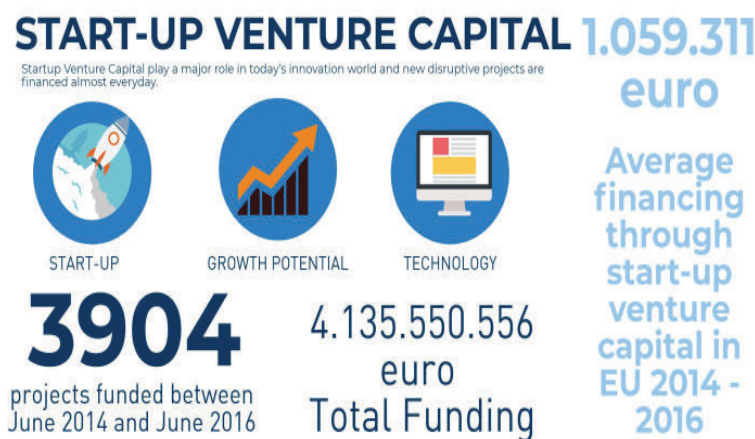 START-UP VENTURE CAPITAL
Startup Venture Capital play a major role in today's innovation world and new disruptive projects are
financed almost everyday.
START-UP
GROWTH POTENTIAL
TECHNOLOGY
3904
projects funded between
June 2014 and June 2016
4.135.550.556
euro
Total Funding
1.059.311
euro
Average
financing
through
start-up
venture
capital in
EU 2014 -
2016